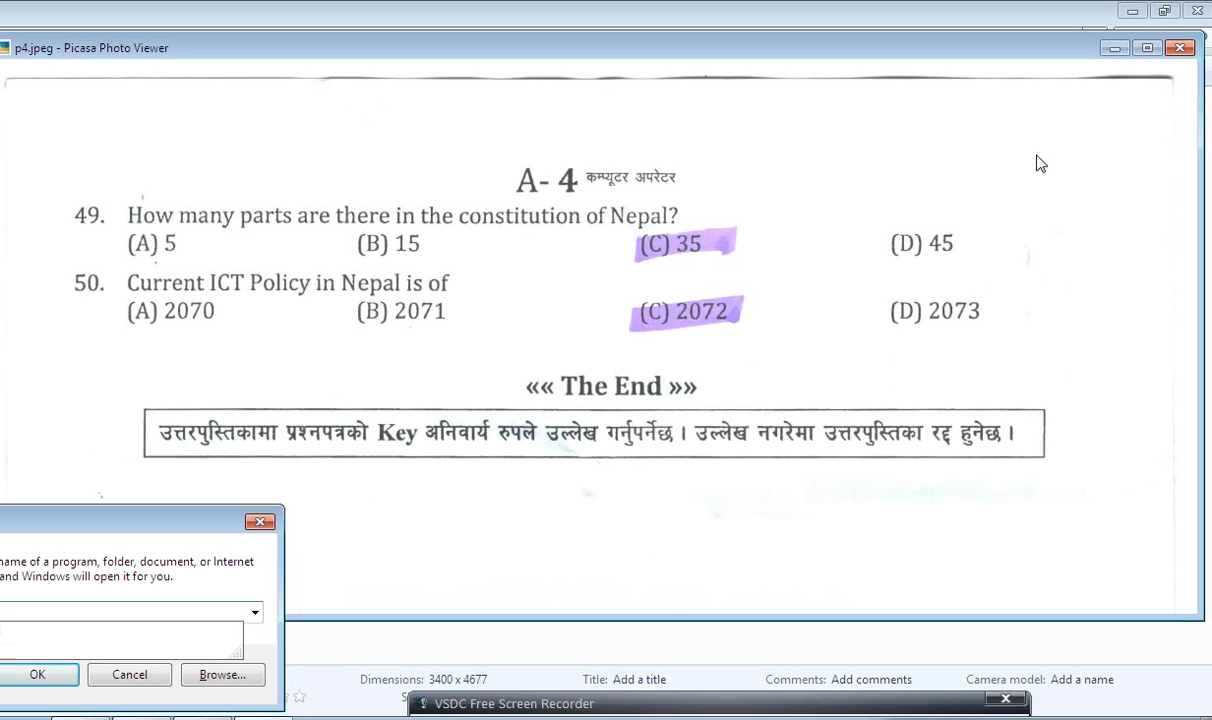 p4.jpeg - Picasa Photo Viewer
A- 4 कम्प्यूटर अपरेटर
49. How many parts are there in the constitution of Nepal?
(A) 5 (B) 15 (C) 35 (D) 45
50. Current ICT Policy in Nepal is of
(A) 2070 (B) 2071 (C) 2072 (D) 2073
«« The End »»
उत्तरपुस्तिकामा प्रश्नपत्रको Key अनिवार्य रुपले उल्लेख गर्नुपर्नेछ । उल्लेख नगरेमा उत्तरपुस्तिका रद्द हुनेछ ।
name of a program, folder, document, or Internet
and Windows will open it for you.
OK Cancel Browse...
Dimensions: 3400 x 4677 Title: Add a title Comments: Add comments Camera model: Add a name
VSDC Free Screen Recorder